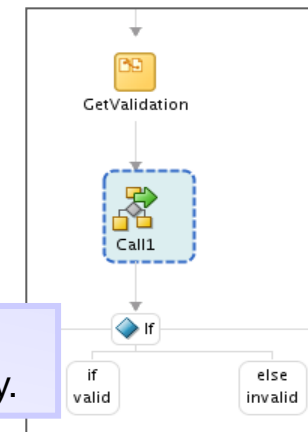 GetValidation
Call1
If
y.
if
valid
else
invalid